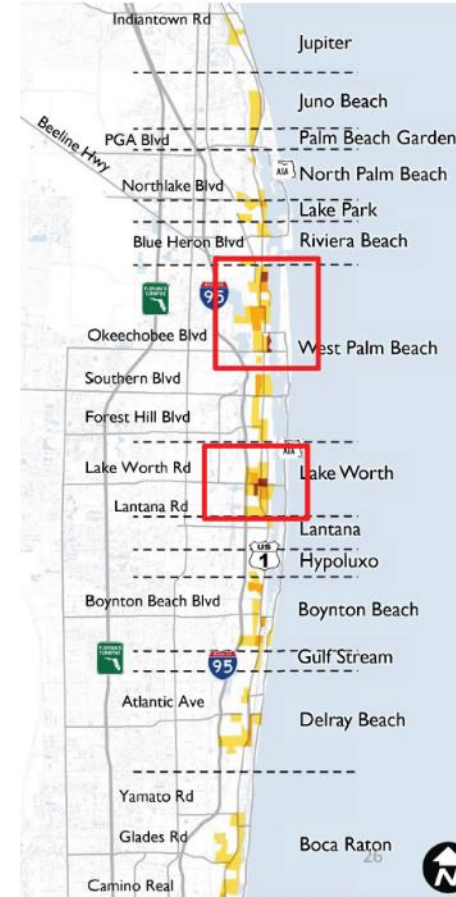 Indiantown Rd
Jupiter
Juno Beach
Beeline Hwy
PGA Blvd
Palm Beach Garden
A1A
North Palm Beach
Northlake Blvd
Lake Park
Blue Heron Blvd
Riviera Beach
95
Okeechobee Blvd
West Palm Beach
Southern Blvd
Forest Hill Blvd
A1A
Lake Worth Rd
Lake Worth
Lantana Rd
Lantana
US
1
Hypoluxo
Boynton Beach Blvd
Boynton Beach
Gulf Stream
95
Atlantic Ave
Delray Beach
Yamato Rd
Glades Rd
Boca Raton
26
Camino Real
N